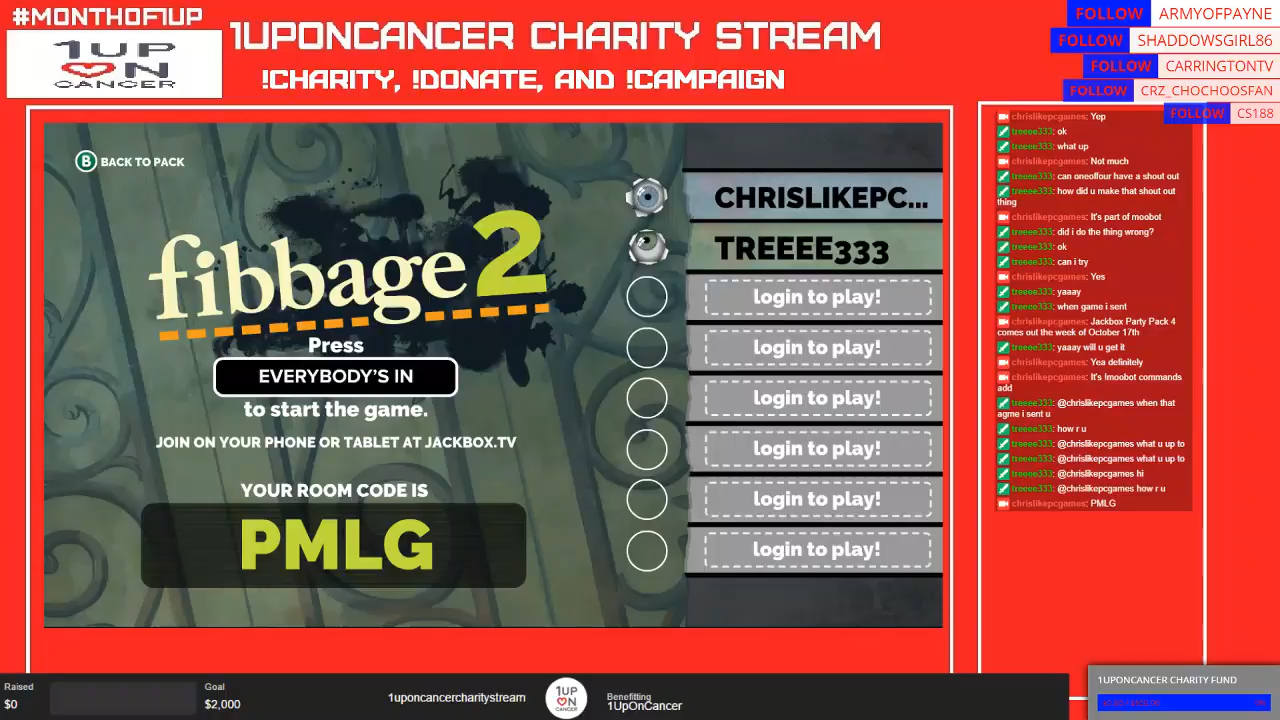 #MONTHOF1UP
1UP
ON
CANCER
1UPONCANCER CHARITY STREAM
!CHARITY, !DONATE, AND !CAMPAIGN
FOLLOW ARMYOFPAYNE
FOLLOW SHADOWSGIRL86
FOLLOW CARRINGTONTV
FOLLOW CRZ_CHOCHOOSFAN
FOLLOW CS188
B BACK TO PACK
fibbage 2
Press
EVERYBODY'S IN
to start the game.
JOIN ON YOUR PHONE OR TABLET AT JACKBOX.TV
YOUR ROOM CODE IS
PMLG
CHRISLIKEPC...
TREEEE333
login to play!
login to play!
login to play!
login to play!
login to play!
login to play!
chrislikepcgames: Yep
treeee333: ok
treeee333: what up
chrislikepcgames: Not much
treeee333: can oneoffour have a shout out
treeee333: how did u make that shout out
thing
chrislikepcgames: It's part of moobot
treeee333: did i do the thing wrong?
treeee333: ok
treeee333: can i try
chrislikepcgames: Yes
treeee333: yaaay
treeee333: when game i sent
chrislikepcgames: Jackbox Party Pack 4
comes out the week of October 17th
treeee333: yaaay will u get it
chrislikepcgames: Yea definitely
chrislikepcgames: It's !moobot commands
add
treeee333: @chrislikepcgames when that
agme i sent u
treeee333: how r u
treeee333: @chrislikepcgames what u up to
treeee333: @chrislikepcgames what u up to
treeee333: @chrislikepcgames hi
treeee333: @chrislikepcgames how r u
chrislikepcgames: PMLG
Raised
$0
Goal
$2,000
1uponcancercharitystream
1UP
ON
CANCER
Benefitting
1UpOnCancer
1UPONCANCER CHARITY FUND